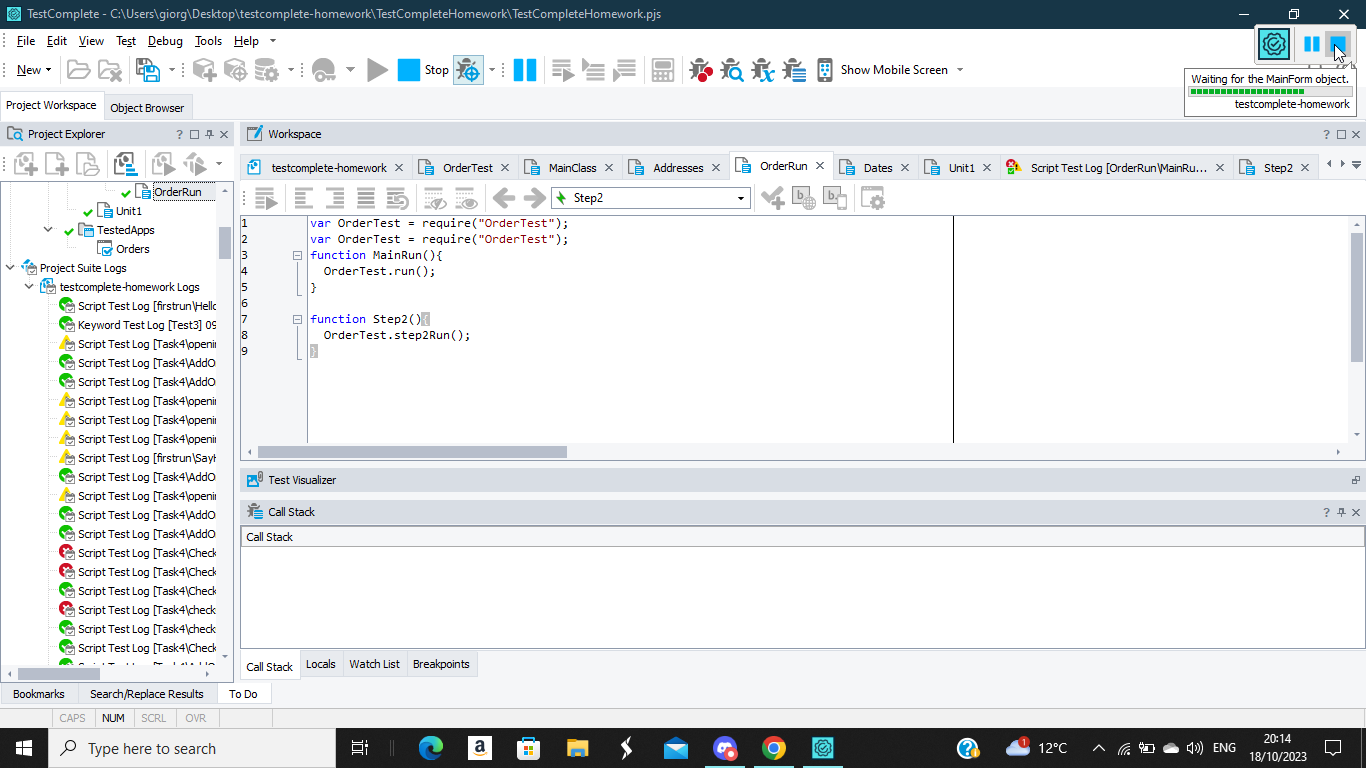 TestComplete - C:\Users\giorg\Desktop\testcomplete-homework\TestCompleteHomework\TestCompleteHomework.pjs
File Edit View Test Debug Tools Help
New
Stop
Show Mobile Screen
Waiting for the MainForm object.
testcomplete-homework
Project Workspace
Object Browser
Project Explorer
OrderRun
Unit1
TestedApps
Orders
Project Suite Logs
testcomplete-homework Logs
Script Test Log [firstrun\Hello
Keyword Test Log [Test3] 09
Script Test Log [Task4\openi
Script Test Log [Task4\AddO
Script Test Log [Task4\AddO
Script Test Log [Task4\openi
Script Test Log [Task4\openi
Script Test Log [Task4\openi
Script Test Log [firstrun\SayH
Script Test Log [Task4\AddO
Script Test Log [Task4\openi
Script Test Log [Task4\AddO
Script Test Log [Task4\AddO
Script Test Log [Task4\Check
Script Test Log [Task4\Check
Script Test Log [Task4\Check
Script Test Log [Task4\check
Script Test Log [Task4\check
Script Test Log [Task4\Check
Bookmarks
Search/Replace Results
To Do
Workspace
testcomplete-homework
OrderTest
MainClass
Addresses
OrderRun
Dates
Unit1
Script Test Log [OrderRun\MainRu...
Step2
Step2
1 var OrderTest = require("OrderTest");
2 var OrderTest = require("OrderTest");
3 function MainRun(){
4 OrderTest.run();
5 }
6
7 function Step2(){
8 OrderTest.step2Run();
9 }
Test Visualizer
Call Stack
Call Stack
Call Stack
Locals
Watch List
Breakpoints
CAPS NUM SCRL OVR
Type here to search
1
12°C
ENG
20:14
18/10/2023